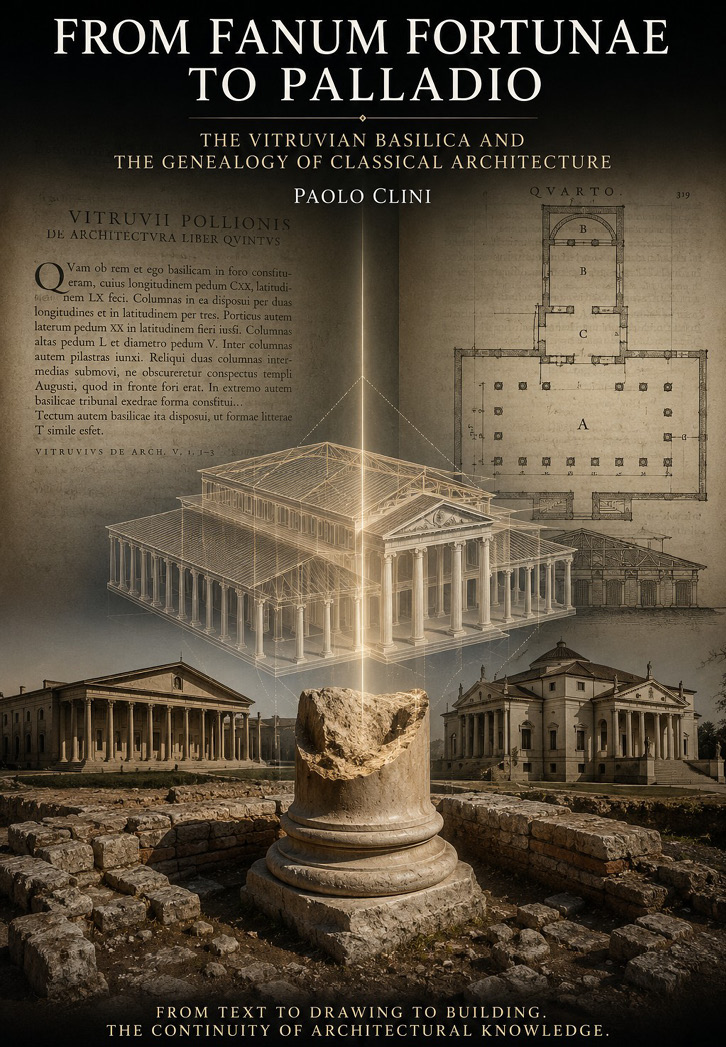 FROM FANUM FORTUNAE
TO PALLADIO
THE VITRUVIAN BASILICA AND
THE GENEALOGY OF CLASSICAL ARCHITECTURE
PAOLO CLINI
VITRUVII POLLIONIS
DE ARCHITECTVRA LIBER QVINTVS
QVam ob rem et ego basilicam in foro constitu-
eram, cuius longitudinem pedum CXX, latitudi-
nem LX feci. Columnas in ea disposui per duas
longitudines et in latitudinem per tres. Porticus autem
laterum pedum XX in latitudinem fieri iussi. Columnas
altas pedum L et diametro pedum V. Inter columnas
autem pilastras iunxi. Reliqui duas columnas inter-
medias submovi, ne obscureretur conspectus templi
Augusti, quod in fronte fori erat. In extremo autem
basilicae tribunal exedrae forma constitui...
Tectum autem basilicae ita disposui, ut formae litterae
T simile esset.
VITRVVIVS DE ARCH. V. 1, 1-3
QVARTO.
319
B
B
C
A
FROM TEXT TO DRAWING TO BUILDING.
THE CONTINUITY OF ARCHITECTURAL KNOWLEDGE.